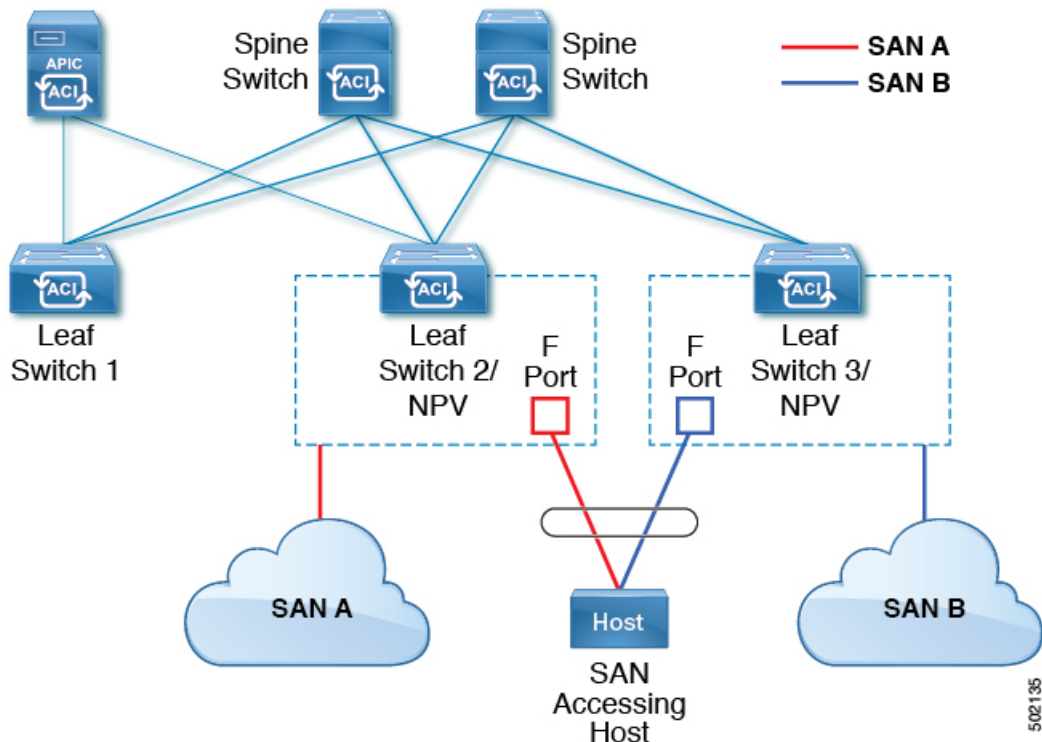 APIC
ACI
Spine
Switch
ACI
ACI
Spine
Switch
SAN A
SAN B
ACI
Leaf
Switch 1
ACI
Leaf
Switch 2/
NPV
F
Port
F
Port
ACI
Leaf
Switch 3/
NPV
SAN A
Host
SAN
Accessing
Host
SAN B
502135